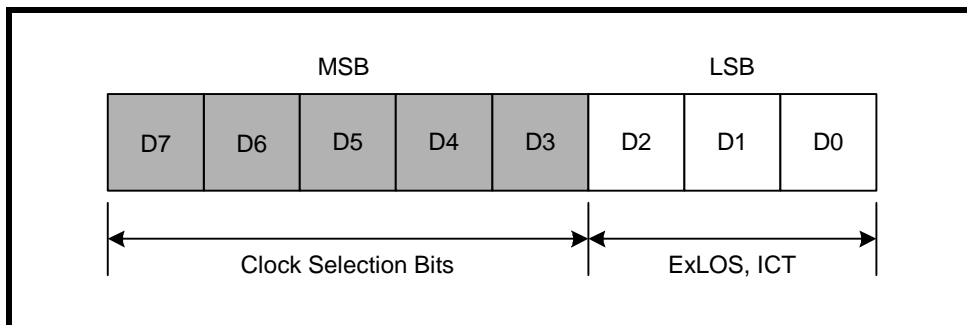 MSB LSB
D7 D6 D5 D4 D3 D2 D1 D0
Clock Selection Bits ExLOS, ICT